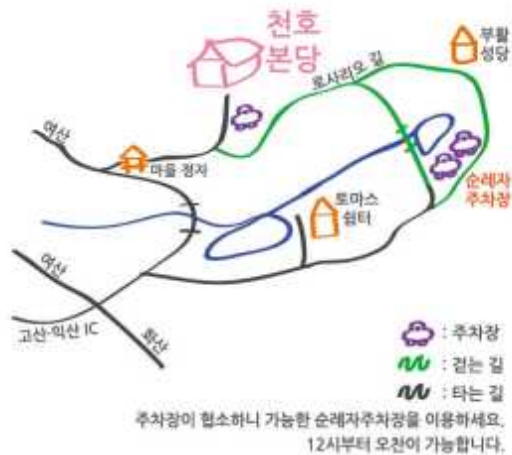 천호
본당
부활
성당
로사리오 길
여산
마을 정자
순례자
주차장
토마스
쉼터
여산
고산·익산 IC
화산
: 주차장
: 걷는 길
: 타는 길
주차장이 협소하니 가능한 순례자주차장을 이용하세요.
12시부터 오찬이 가능합니다.